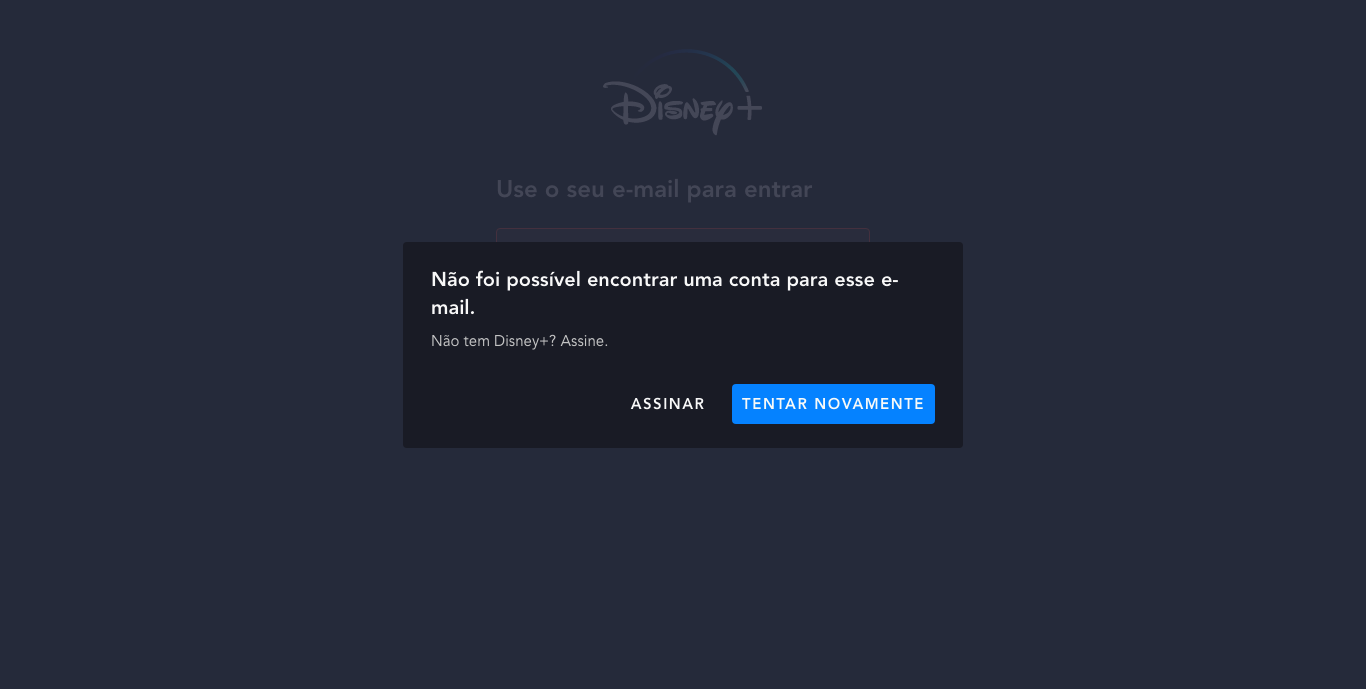 Disney+
Use o seu e-mail para entrar
Não foi possível encontrar uma conta para esse e-
mail.
Não tem Disney+? Assine.
ASSINAR
TENTAR NOVAMENTE